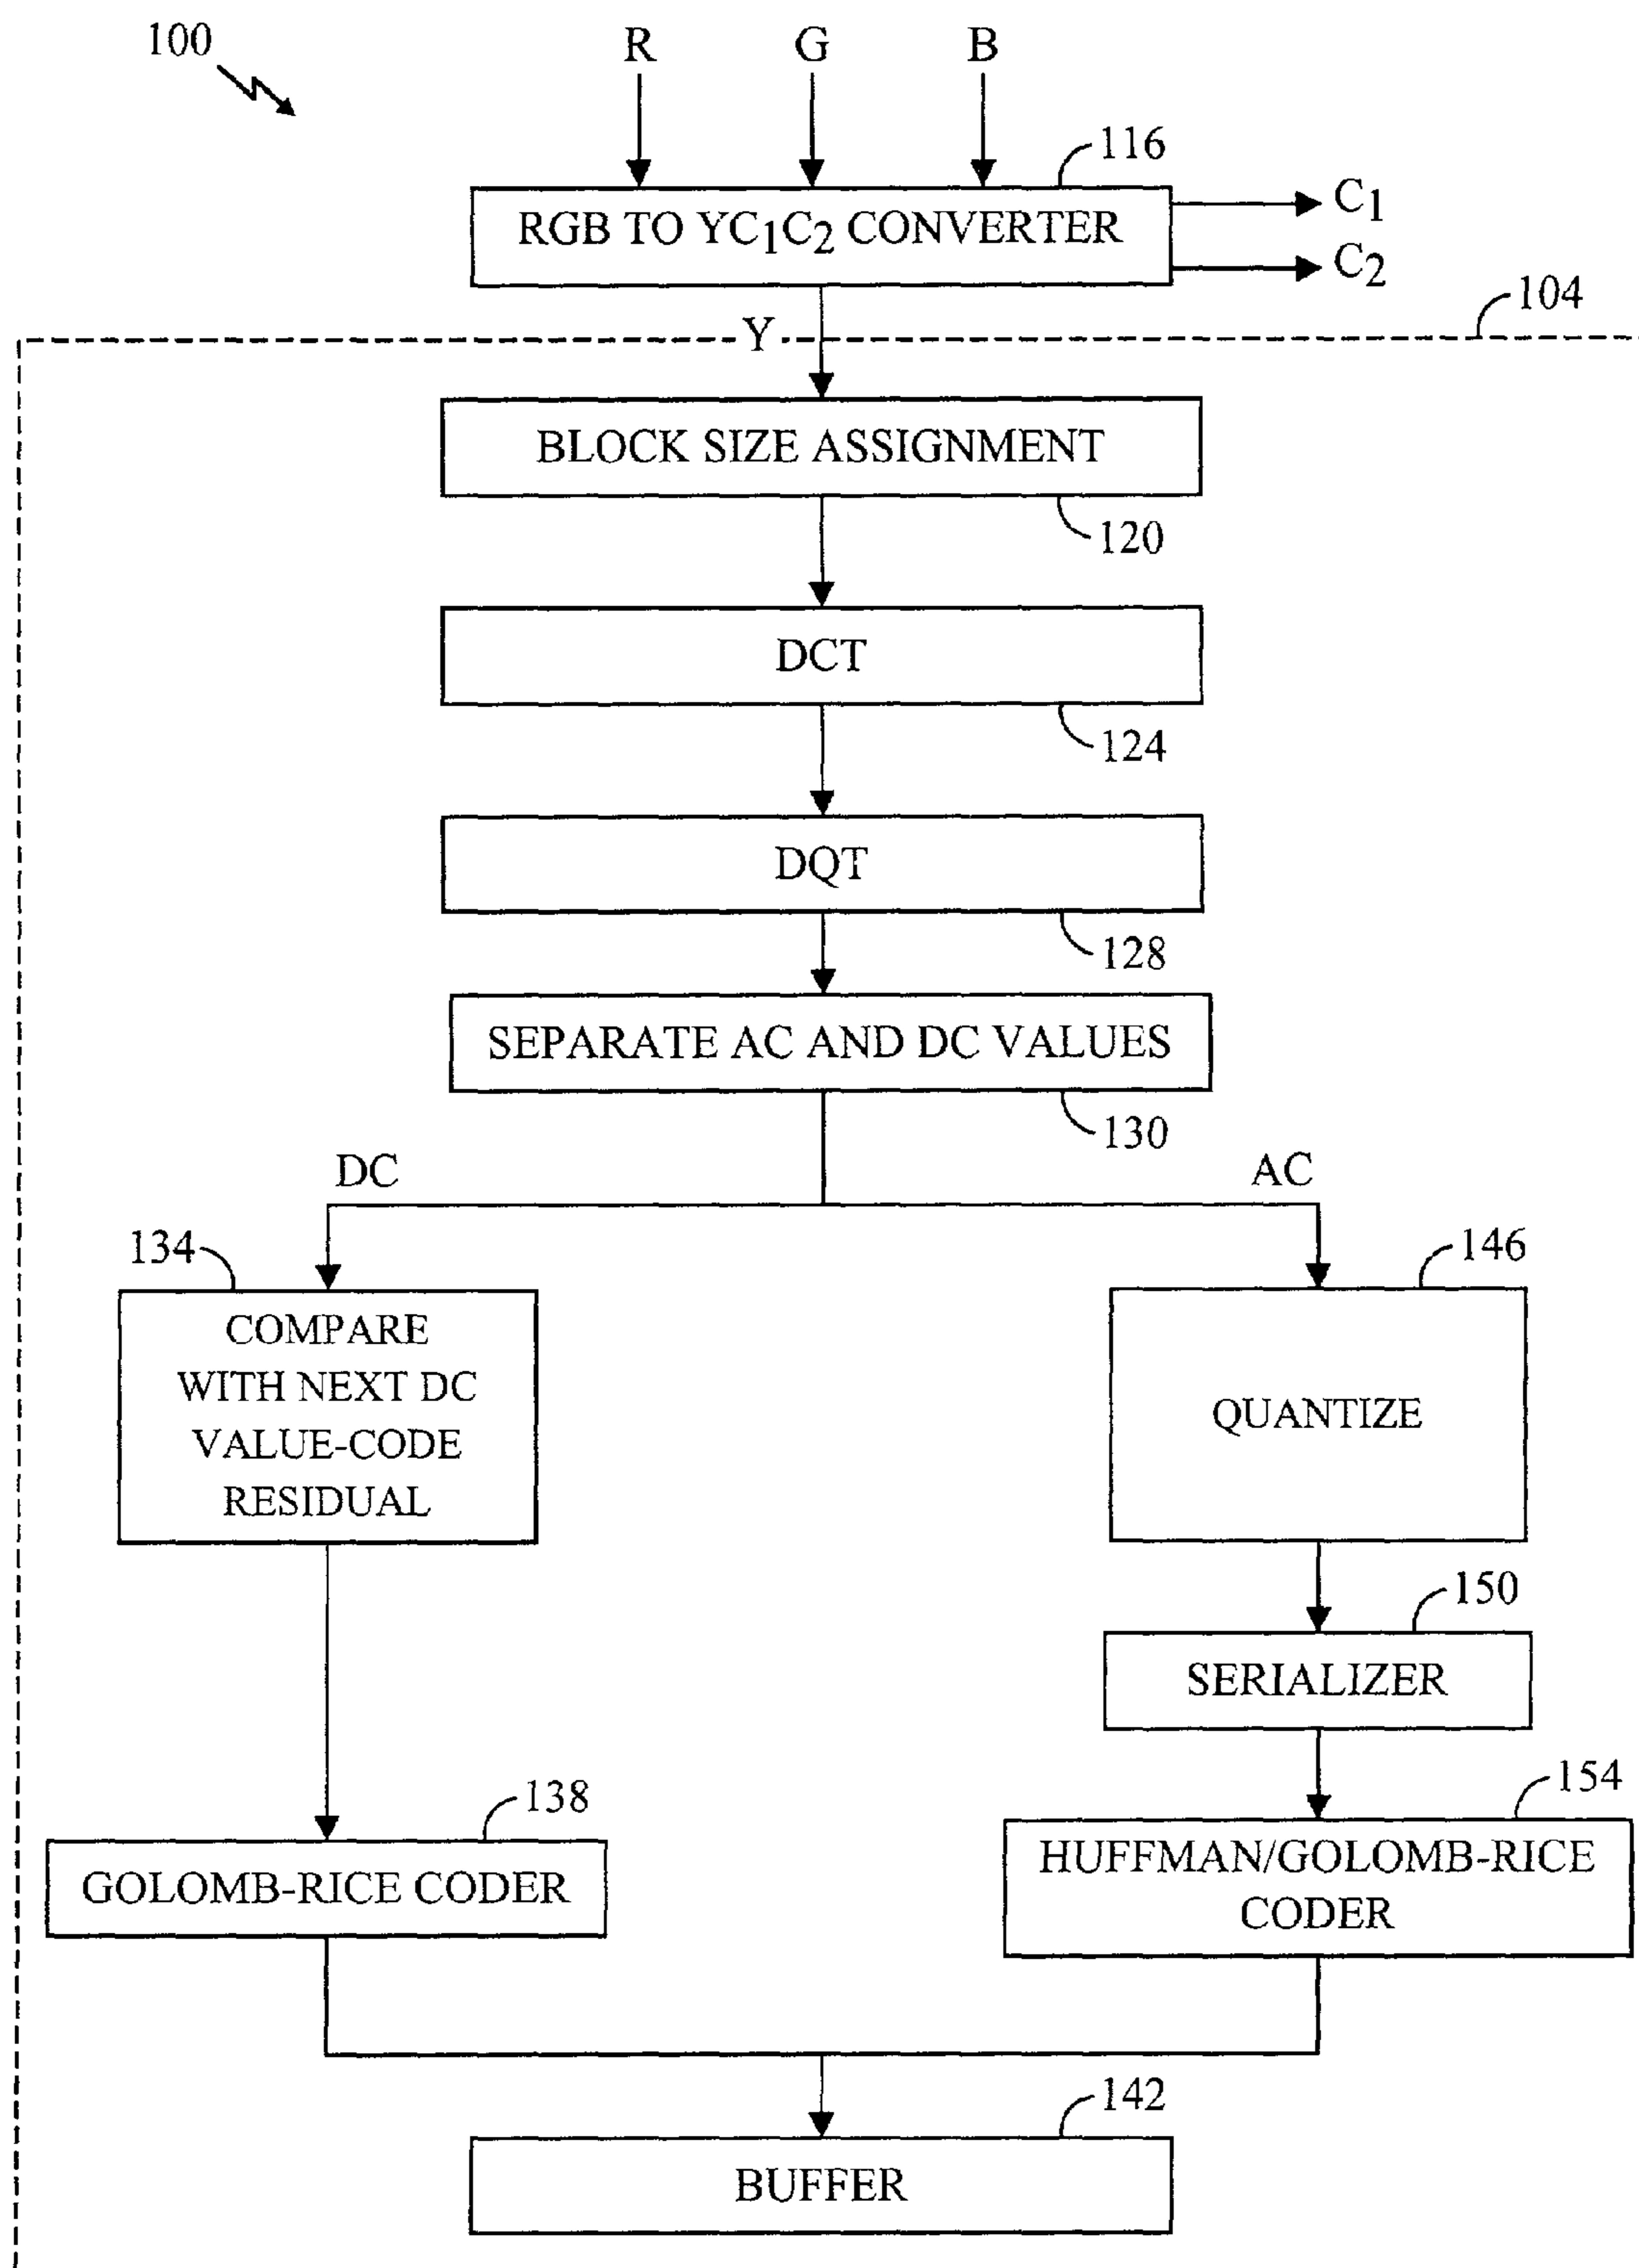 100
R G B
116
RGB TO YC1C2 CONVERTER
C1
C2
104
Y
BLOCK SIZE ASSIGNMENT
120
DCT
124
DQT
128
SEPARATE AC AND DC VALUES
130
DC
AC
134
146
COMPARE
WITH NEXT DC
VALUE-CODE
RESIDUAL
QUANTIZE
150
SERIALIZER
138
154
GOLOMB-RICE CODER
HUFFMAN/GOLOMB-RICE
CODER
142
BUFFER